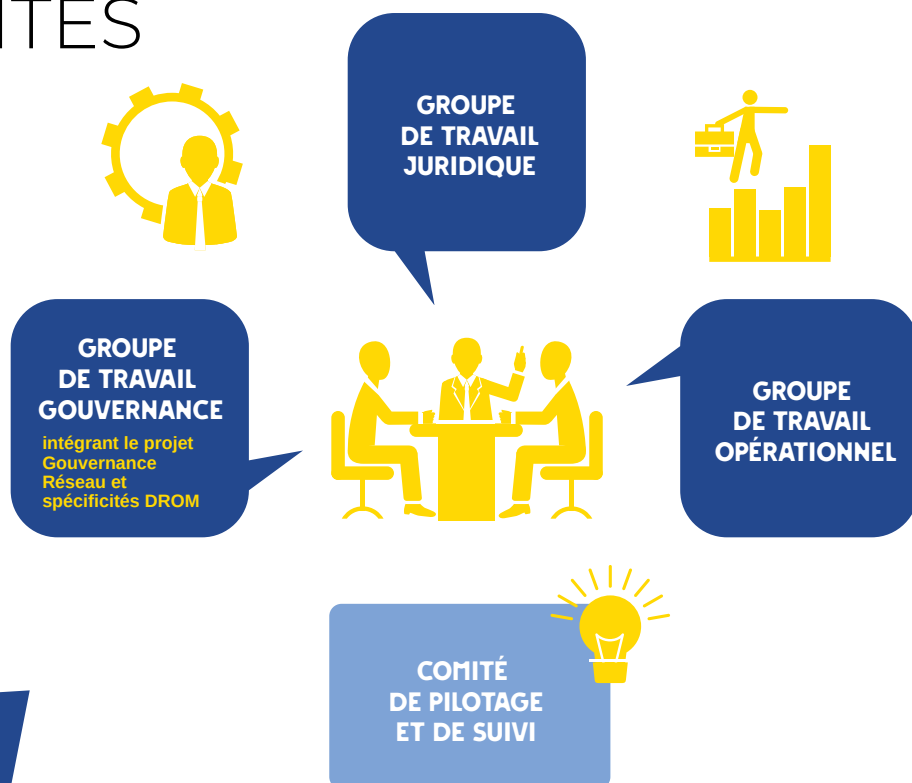 ITÉS
GROUPE
DE TRAVAIL
JURIDIQUE
GROUPE
DE TRAVAIL
GOUVERNANCE
intégrant le projet
Gouvernance
Réseau et
spécificités DROM
GROUPE
DE TRAVAIL
OPÉRATIONNEL
COMITÉ
DE PILOTAGE
ET DE SUIVI